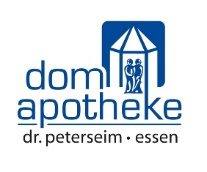 dom
apotheke
dr. peterseim · essen